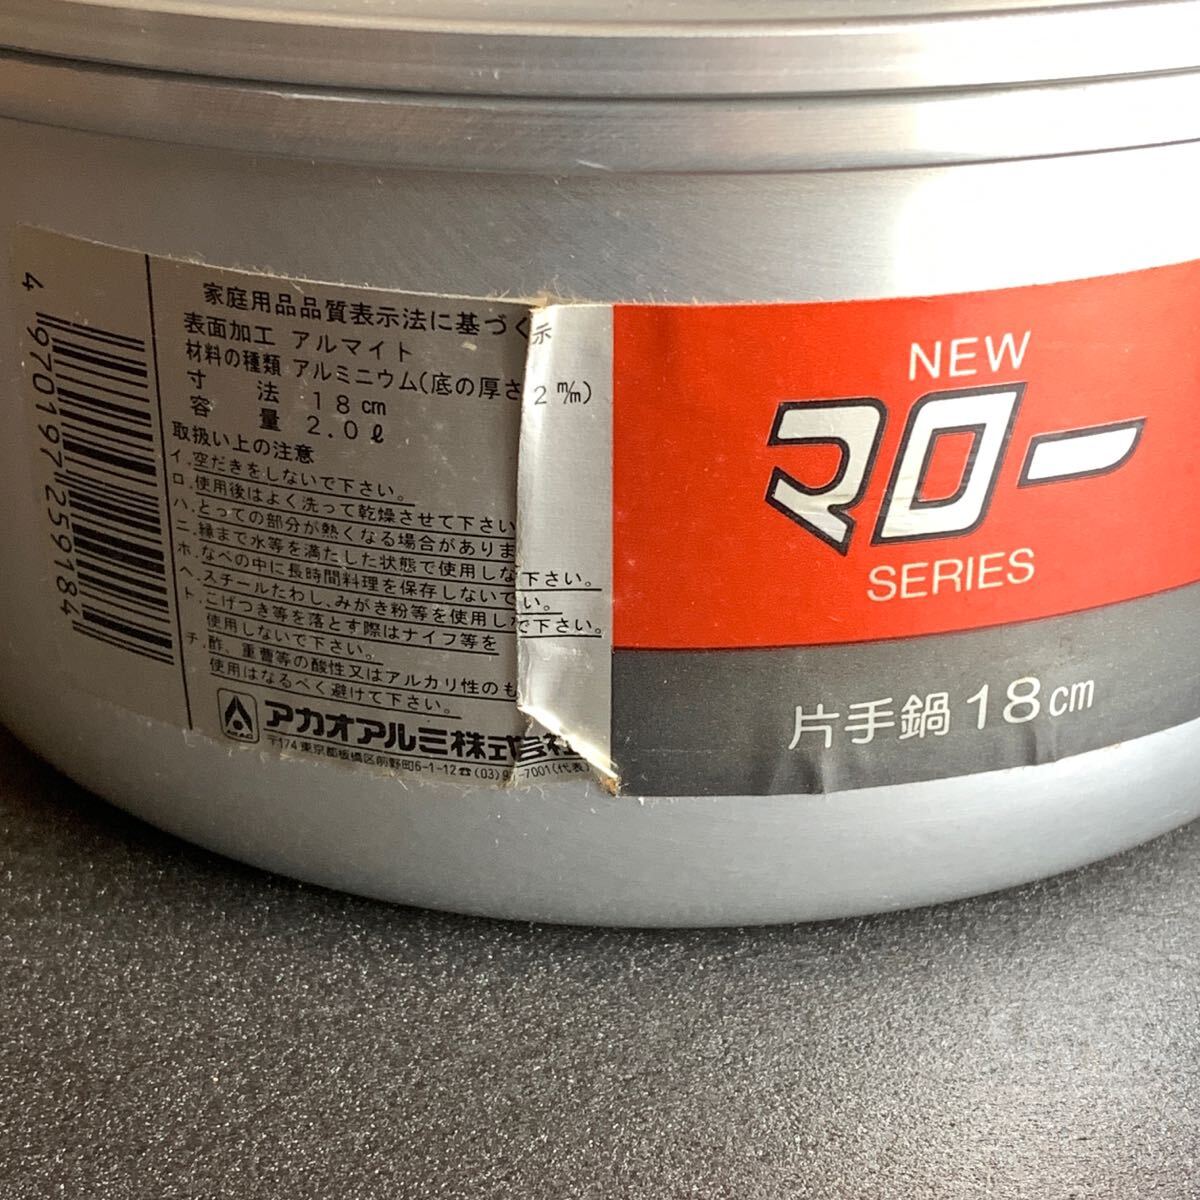 4 970197 259184
家庭用品品質表示法に基づく 示
表面加工 アルマイト
材料の種類 アルミニウム(底の厚さ 2 m/m)
寸 法 18cm
容 量 2.0ℓ
取扱い上の注意
イ.空だきをしないで下さい。
ロ.使用後はよく洗って乾燥させて下さい
ハ.とっての部分が熱くなる場合がありま
ニ.縁まで水等を満たした状態で使用しな 下さい。
ホ.なべの中に長時間料理を保存しないで い。
ヘ.スチールたわし、みがき粉等を使用し で下さい。
ト.こげつき等を落とす際はナイフ等を
使用しないで下さい。
チ.酢、重曹等の酸性又はアルカリ性のも
使用はなるべく避けて下さい。
アカオアルミ株式会社
〒174 東京都板橋区前野町6-1-12☎(03)9 -7001(代表)
NEW
マロー
SERIES
片手鍋 18cm